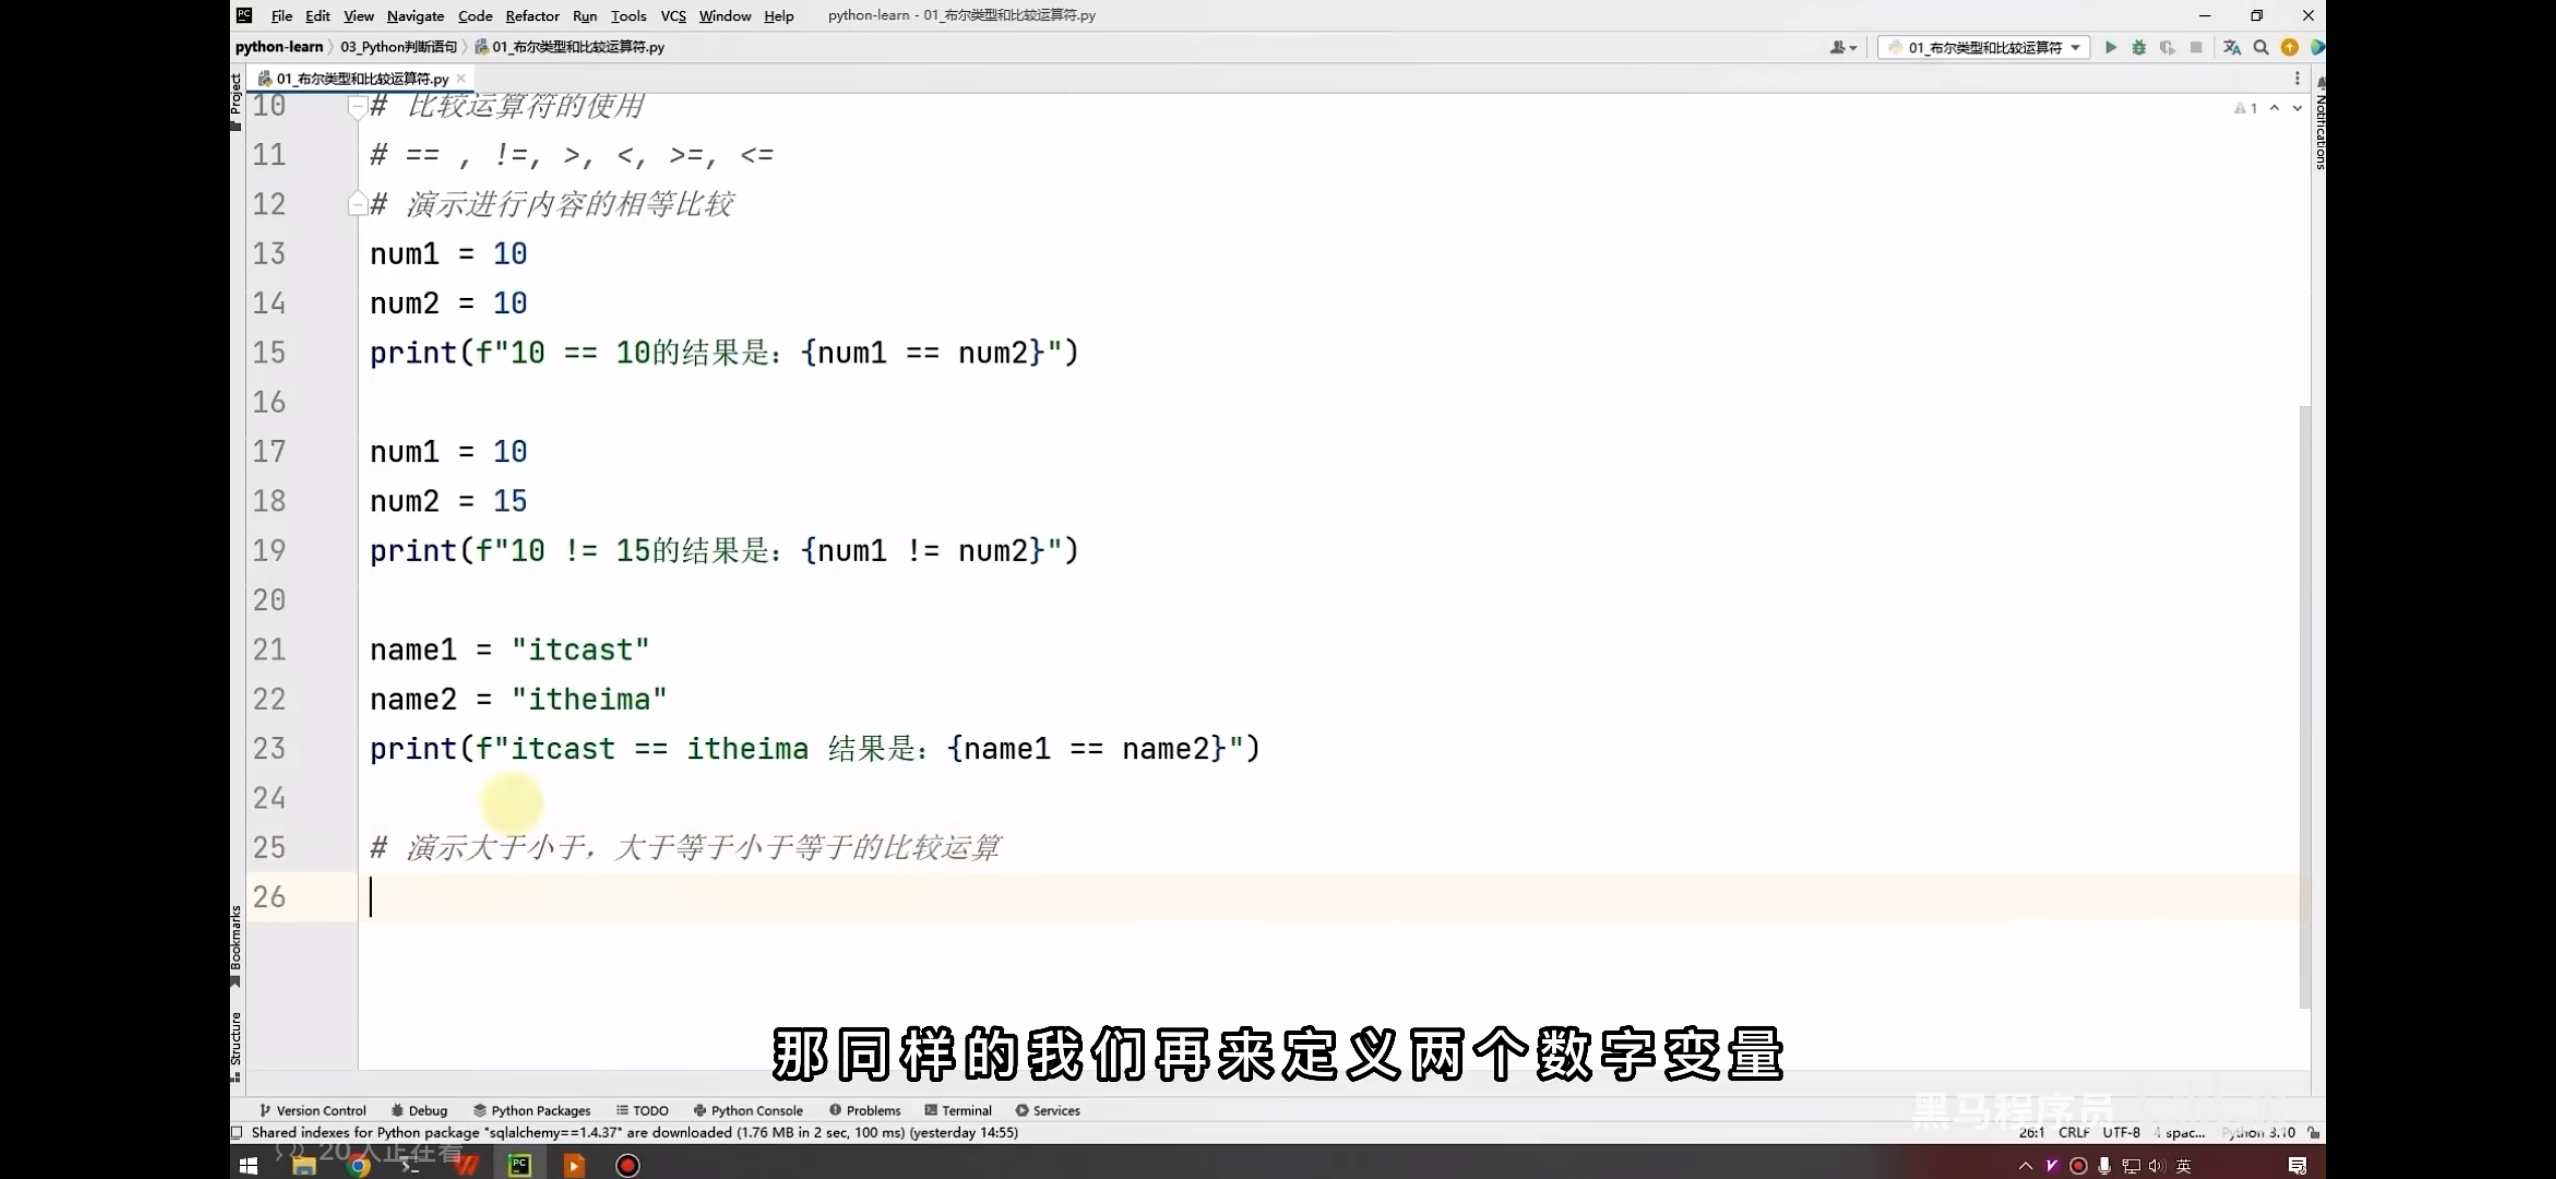 File Edit View Navigate Code Refactor Run Tools VCS Window Help python-learn - 01_布尔类型和比较运算符.py
python-learn 03_Python判断语句 01_布尔类型和比较运算符.py 01_布尔类型和比较运算符
01_布尔类型和比较运算符.py
Project
Notifications
1
10 # 比较运算符的使用
11 # == , !=, >, <, >=, <=
12 # 演示进行内容的相等比较
13 num1 = 10
14 num2 = 10
15 print(f"10 == 10的结果是：{num1 == num2}")
16
17 num1 = 10
18 num2 = 15
19 print(f"10 != 15的结果是：{num1 != num2}")
20
21 name1 = "itcast"
22 name2 = "itheima"
23 print(f"itcast == itheima 结果是：{name1 == name2}")
24
25 # 演示大于小于，大于等于小于等于的比较运算
26
Bookmarks
Structure
那同样的我们再来定义两个数字变量
黑马程序员
Version Control Debug Python Packages TODO Python Console Problems Terminal Services
Shared indexes for Python package "sqlalchemy==1.4.37" are downloaded (1.76 MB in 2 sec, 100 ms) (yesterday 14:55) 26:1 CRLF UTF-8 4 spac... Python 3.10
20人正在看
英